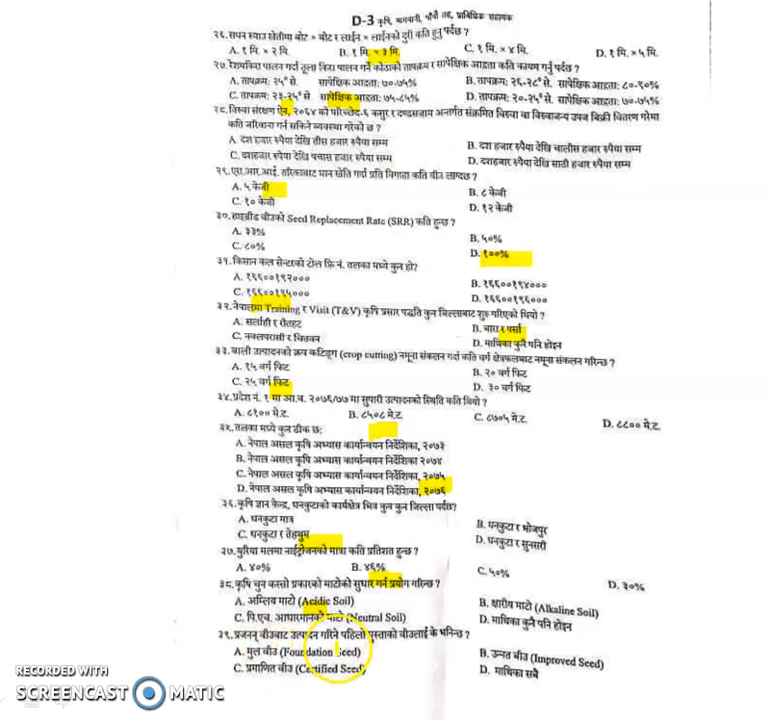 D-3 कृषि, बागवानी, चौथो तह, प्राविधिक सहायक
२६. सघन स्याउ खेतीमा बोट × बोट र लाईन × लाईनको दुरी कति हुनु पर्दछ ?
A. १ मि. × २ मि. B. १ मि. × ३ मि. C. १ मि. × ४ मि. D. १ मि. × ५ मि.
२७. रेशमकिरा पालन गर्दा ठूला किरा पालन गर्ने कोठाको तापक्रम र सापेक्षिक आद्रता कति कायम गर्नु पर्दछ ?
A. तापक्रम: २५° से. सापेक्षिक आद्रता: ७०-७५% B. तापक्रम: २६-२८° से. सापेक्षिक आद्रता: ८०-९०%
C. तापक्रम: २३-२५° से सापेक्षिक आद्रता: ७५-८५% D. तापक्रम: २०-२५° से. सापेक्षिक आद्रता: ७०-७५%
२८. विरुवा संरक्षण ऐन, २०६४ को परिच्छेद-६ कसुर र दण्डसजाय अन्तर्गत संक्रमित विरुवा वा विरुवाजन्य उपज बिक्री वितरण गरेमा
कति जरिवाना गर्न सकिने व्यवस्था गरेको छ ?
A. दश हजार रुपैया देखि तीस हजार रुपैया सम्म B. दश हजार रुपैया देखि चालीस हजार रुपैया सम्म
C. दशहजार रुपैया देखि पचास हजार रुपैया सम्म D. दशहजार रुपैया देखि साठी हजार रुपैया सम्म
२९. एस.आर.आई. तरिकाबाट धान खेति गर्दा प्रति बिगाहा कति बीउ लाग्दछ ?
A. ५ केजी B. ८ केजी
C. १० केजी D. १२ केजी
३०. हाइब्रीड बीउको Seed Replacement Rate (SRR) कति हुन्छ ?
A. ३३% B. ५०%
C. ८०% D. १००%
३१. किसान कल सेन्टरको टोल फ्रि नं. तलका मध्ये कुन हो?
A. १६६००१९२००० B. १६६००१९४०००
C. १६६००१९५००० D. १६६००१९६०००
३२. नेपालमा Training र Visit (T&V) कृषि प्रसार पद्धति कुन जिल्लाबाट शुरु गरिएको थियो ?
A. सर्लाही र रौतहट B. बारा र पर्सा
C. नवलपरासी र चितवन D. माथिका कुनै पनि होइन
३३. बाली उत्पादनको क्रप कटिङ्ग (crop cutting) नमूना संकलन गर्दा कति वर्ग क्षेत्रफलबाट नमूना संकलन गरिन्छ ?
A. १५ वर्ग फिट B. २० वर्ग फिट
C. २५ वर्ग फिट D. ३० वर्ग फिट
३४. प्रदेश नं. १ मा आ.ब. २०७६/७७ मा सुपारी उत्पादनको स्थिति कति थियो ?
A. ८१०० मे.ट. B. ८५०८ मे.ट. C. ८७०५ मे.ट. D. ८८०० मे.ट.
३५. तलका मध्ये कुन ठीक छ:
A. नेपाल असल कृषि अभ्यास कार्यान्वयन निर्देशिका, २०७३
B. नेपाल असल कृषि अभ्यास कार्यान्वयन निर्देशिका २०७४
C. नेपाल असल कृषि अभ्यास कार्यान्वयन निर्देशिका, २०७५
D. नेपाल असल कृषि अभ्यास कार्यान्वयन निर्देशिका, २०७६
३६. कृषि ज्ञान केन्द्र, धनकुटाको कार्यक्षेत्र भित्र कुन कुन जिल्ला पर्दछ?
A. धनकुटा मात्र B. धनकुटा र भोजपुर
C. धनकुटा र तेह्रथुम D. धनकुटा र सुनसरी
३७. युरिया मलमा नाईट्रोजनको मात्रा कति प्रतिशत हुन्छ ?
A. ४०% B. ४६% C. ५०% D. ३०%
३८. कृषि चुन कस्तो प्रकारको माटोको सुधार गर्न प्रयोग गरिन्छ ?
A. अम्लिय माटो (Acidic Soil) B. क्षारीय माटो (Alkaline Soil)
C. पि.एच. आधारमानको माटो (Neutral Soil) D. माथिका कुनै पनि होइन
३९. प्रजनन् बीउबाट उत्पादन गरिने पहिलो पुस्ताको बीउलाई के भनिन्छ ?
A. मुल बीउ (Foundation Seed) B. उन्नत बीउ (Improved Seed)
C. प्रमाणित बीउ (Certified Seed) D. माथिका सबै
RECORDED WITH
SCREENCAST MATIC